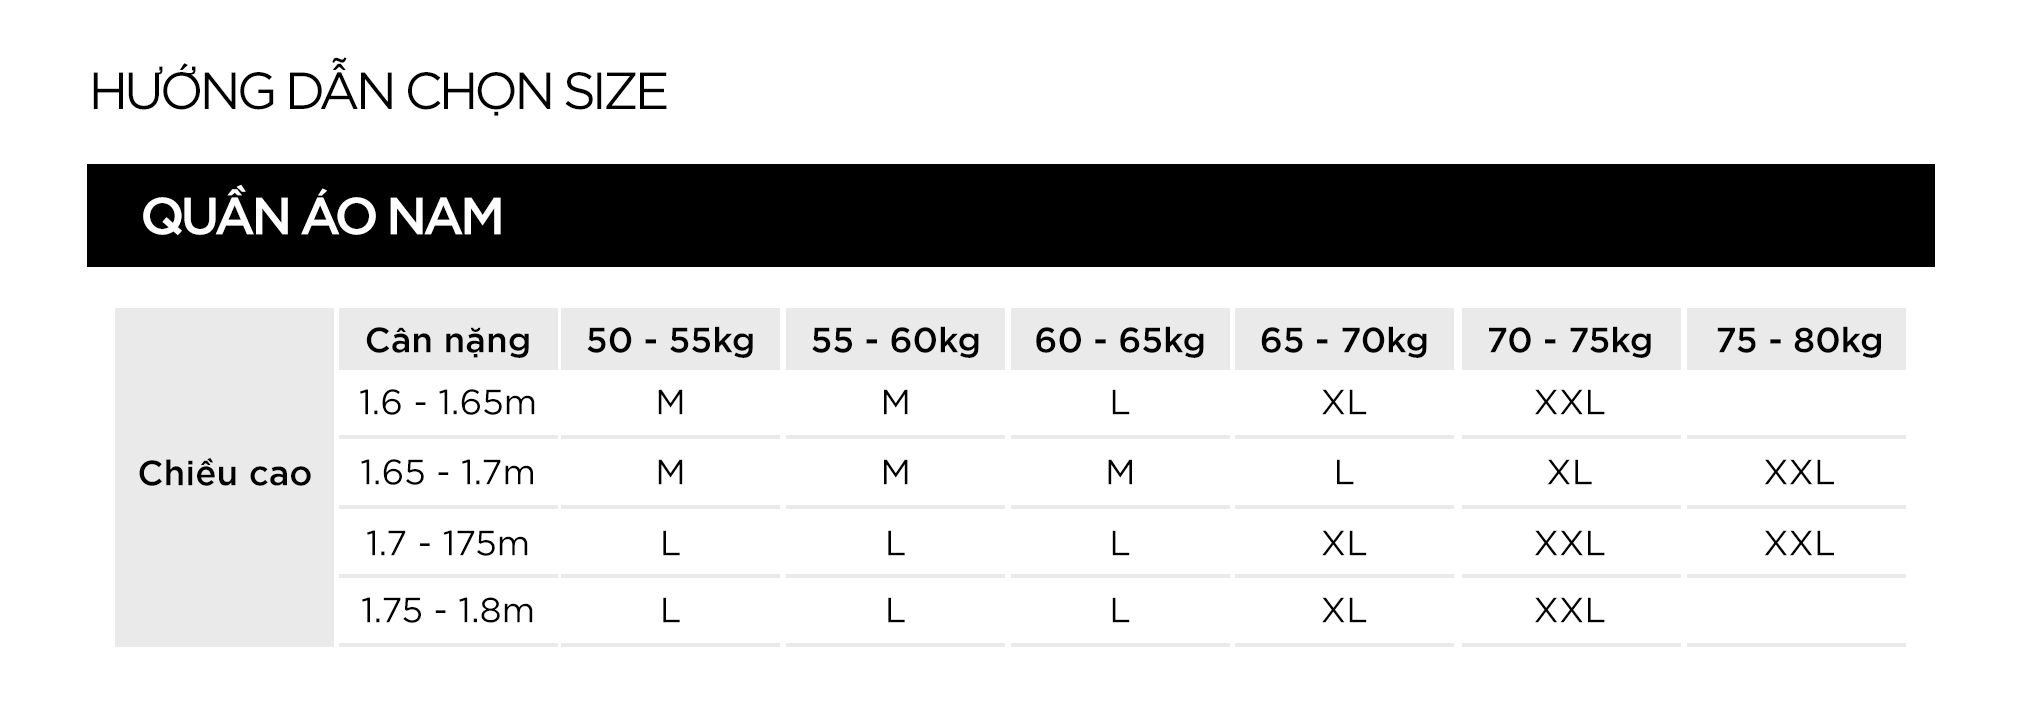 HƯỚNG DẪN CHỌN SIZE
QUẦN ÁO NAM
Cân nặng 50 - 55kg 55 - 60kg 60 - 65kg 65 - 70kg 70 - 75kg 75 - 80kg
1.6 - 1.65m M M L XL XXL
Chiều cao 1.65 - 1.7m M M M L XL XXL
1.7 - 175m L L L XL XXL XXL
1.75 - 1.8m L L L XL XXL